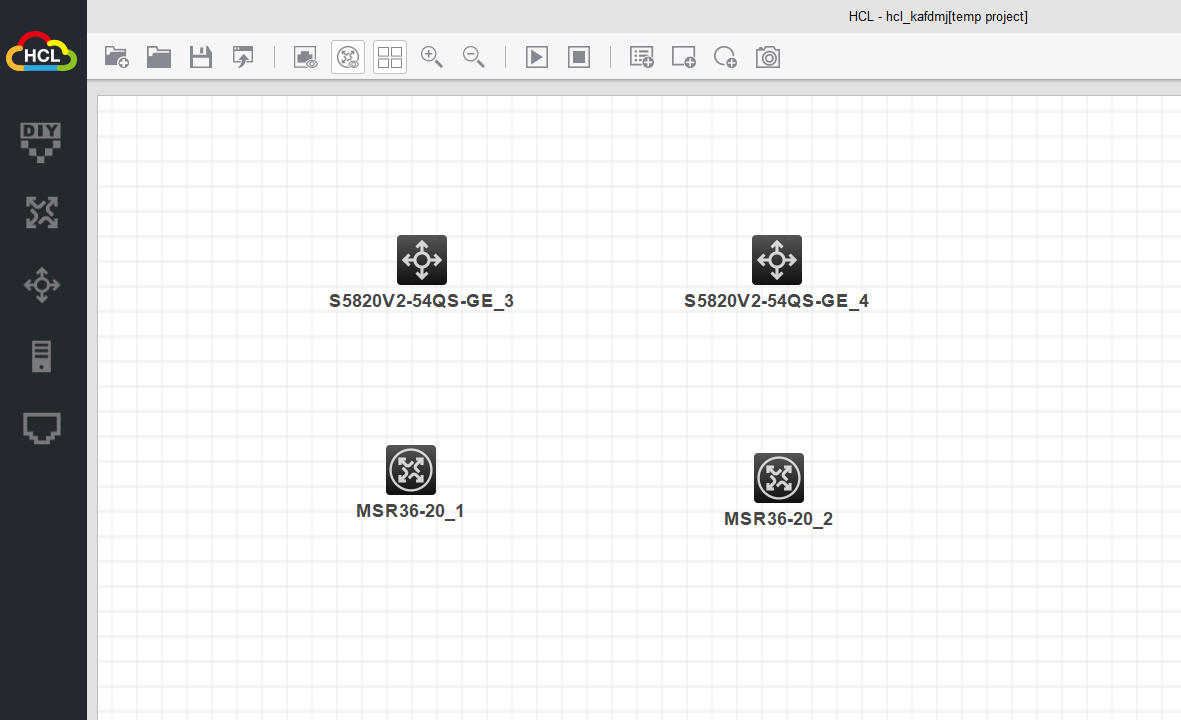 HCL - hcl_kafdmj[temp project]
HCL
DIY
S5820V2-54QS-GE_3
S5820V2-54QS-GE_4
MSR36-20_1
MSR36-20_2